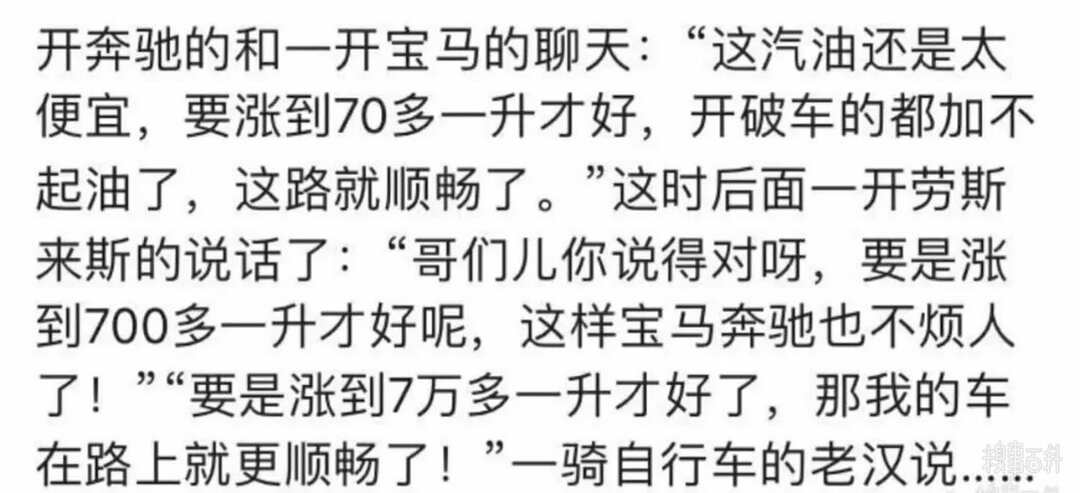 开奔驰的和一开宝马的聊天：“这汽油还是太
便宜，要涨到70多一升才好，开破车的都加不
起油了，这路就顺畅了。”这时后面一开劳斯
来斯的说话了：“哥们儿你说得对呀，要是涨
到700多一升才好呢，这样宝马奔驰也不烦人
了！”“要是涨到7万多一升才好了，那我的车
在路上就更顺畅了！”一骑自行车的老汉说......